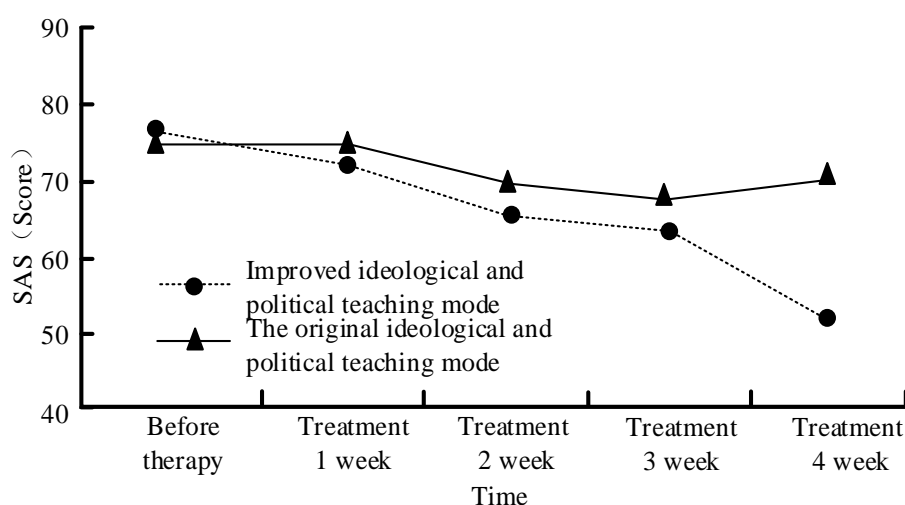 90
80
70
60
50
40
SAS（Score）
Improved ideological and
political teaching mode
The original ideological and
political teaching mode
Before
therapy
Treatment
1 week
Treatment
2 week
Treatment
3 week
Treatment
4 week
Time